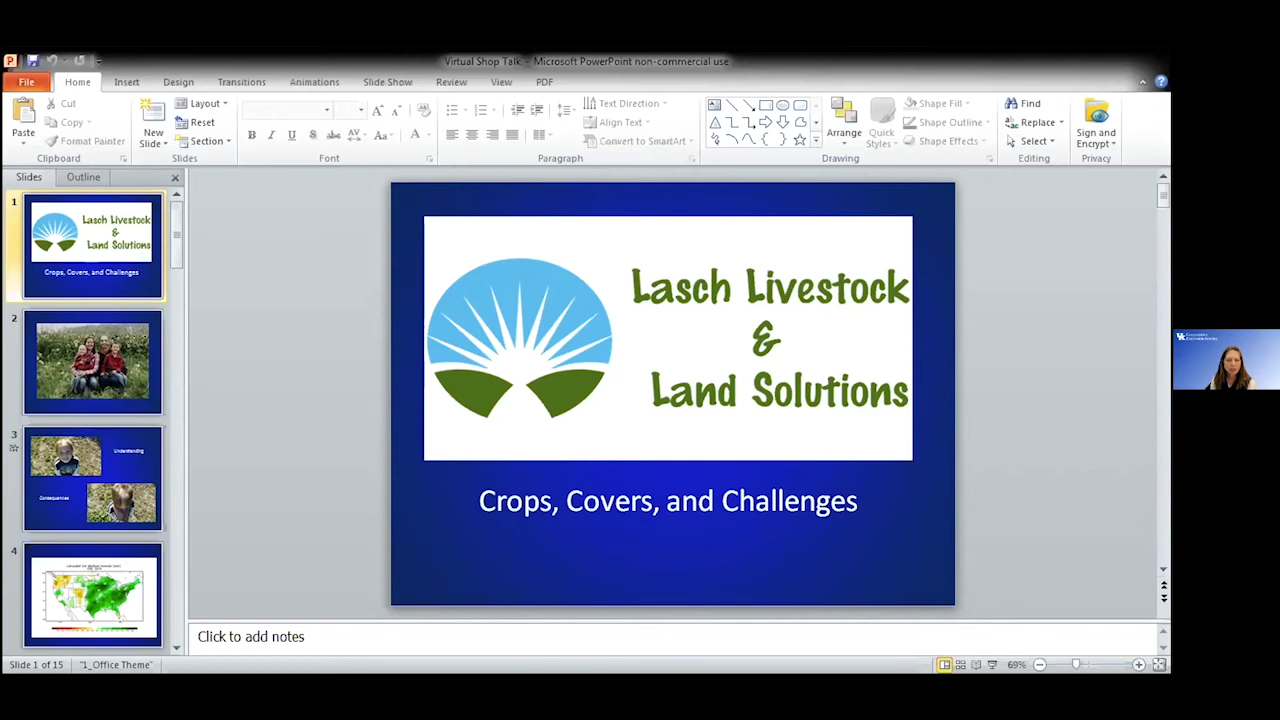 Virtual Shop Talk - Microsoft PowerPoint non-commercial use
File Home Insert Design Transitions Animations Slide Show Review View PDF
Paste
Cut
Copy
Format Painter
Clipboard
New Slide
Layout
Reset
Section
Slides
Font
Text Direction
Align Text
Convert to SmartArt
Paragraph
Arrange
Quick Styles
Shape Fill
Shape Outline
Shape Effects
Drawing
Find
Replace
Select
Editing
Sign and Encrypt
Privacy
Slides Outline
1
Lasch Livestock
&
Land Solutions
Crops, Covers, and Challenges
2
3
Understanding
Consequences
4
Lasch Livestock
&
Land Solutions
Crops, Covers, and Challenges
Click to add notes
Slide 1 of 15 "1_Office Theme" 69%